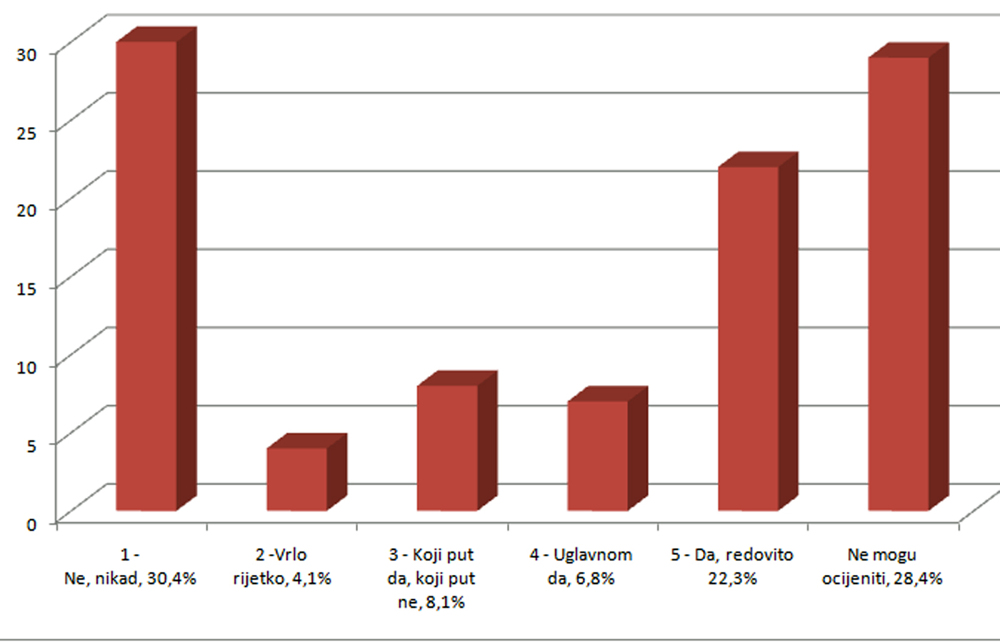 30
25
20
15
10
5
0
1 -
Ne, nikad, 30,4%
2 -Vrlo
rijetko, 4,1%
3 - Koji put
da, koji put
ne, 8,1%
4 - Uglavnom
da, 6,8%
5 - Da, redovito
22,3%
Ne mogu
ocijeniti, 28,4%